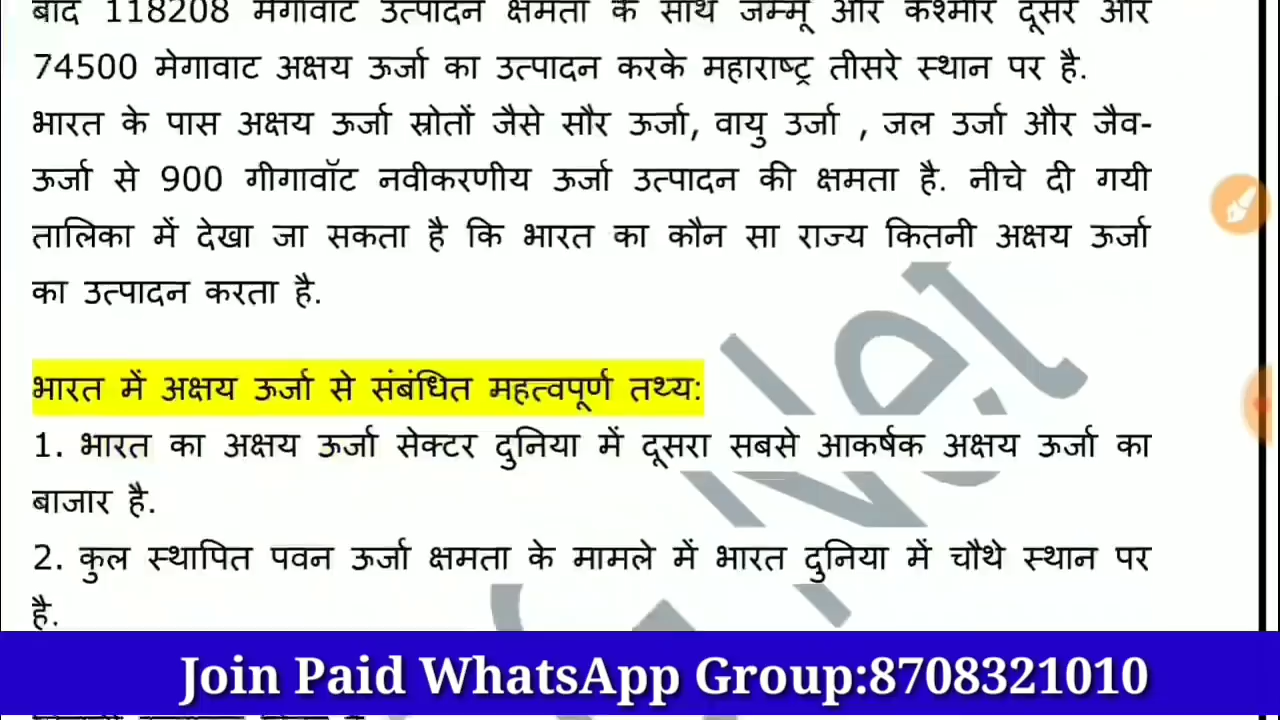 बाद 118208 मेगावाट उत्पादन क्षमता के साथ जम्मू और कश्मीर दूसरे और
74500 मेगावाट अक्षय ऊर्जा का उत्पादन करके महाराष्ट्र तीसरे स्थान पर है.
भारत के पास अक्षय ऊर्जा स्रोतों जैसे सौर ऊर्जा, वायु उर्जा , जल उर्जा और जैव-
ऊर्जा से 900 गीगावॉट नवीकरणीय ऊर्जा उत्पादन की क्षमता है. नीचे दी गयी
तालिका में देखा जा सकता है कि भारत का कौन सा राज्य कितनी अक्षय ऊर्जा
का उत्पादन करता है.
भारत में अक्षय ऊर्जा से संबंधित महत्वपूर्ण तथ्य:
1. भारत का अक्षय ऊर्जा सेक्टर दुनिया में दूसरा सबसे आकर्षक अक्षय ऊर्जा का
बाजार है.
2. कुल स्थापित पवन ऊर्जा क्षमता के मामले में भारत दुनिया में चौथे स्थान पर
है.
Join Paid WhatsApp Group:8708321010